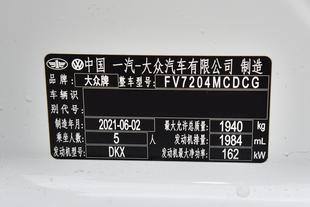 中国 一汽-大众汽车有限公司 制造
品牌 大众牌 整车型号 FV7204MCDCG
车辆识
别代号
制造年月 2021-06-02 最大允许总质量 1940 kg
乘坐人数 5 人 发动机排量 1984 mL
发动机型号 DKX 发动机最大净功率 162 kW